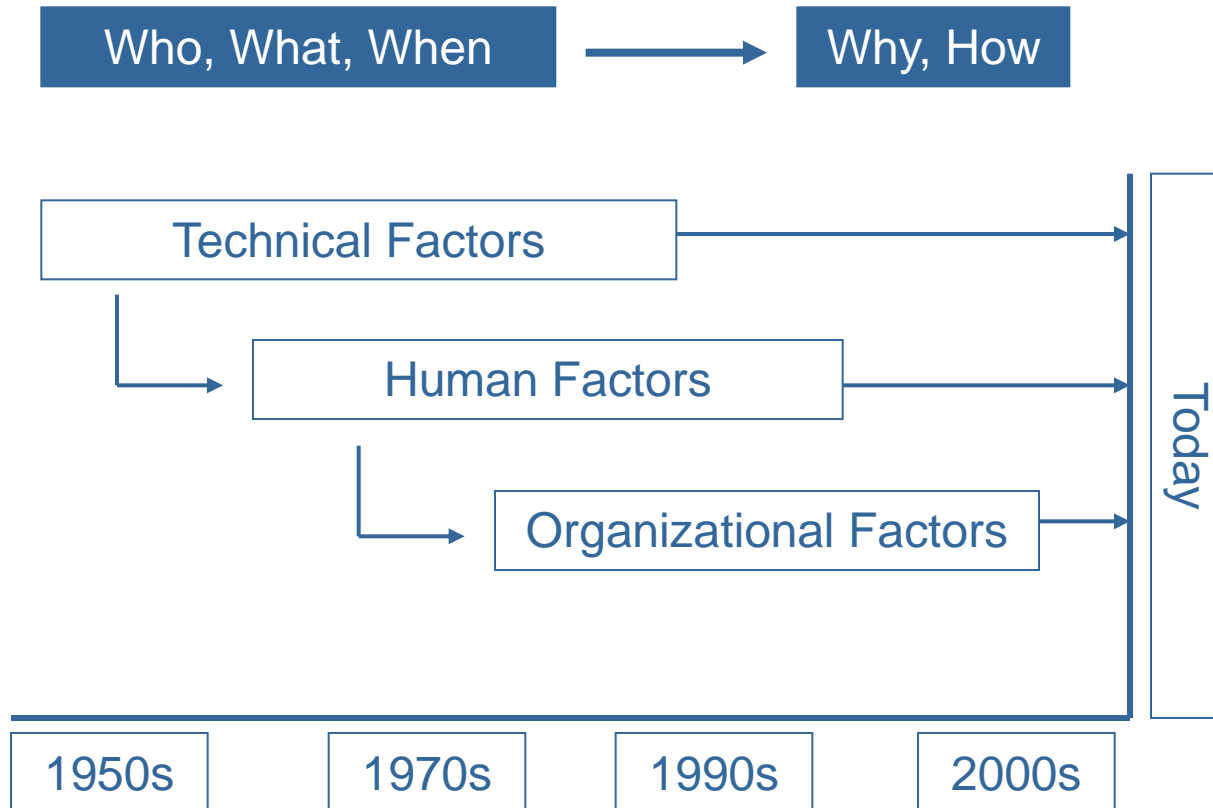 Who, What, When
Why, How
Technical Factors
Human Factors
Organizational Factors
Today
1950s
1970s
1990s
2000s